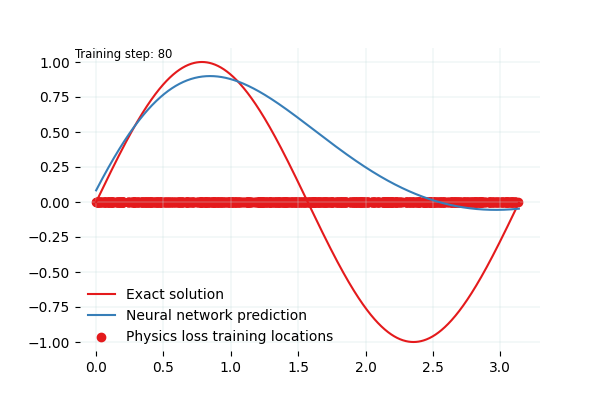 Training step: 80
1.00
0.75
0.50
0.25
0.00
−0.25
−0.50
−0.75
−1.00
Exact solution
Neural network prediction
Physics loss training locations
0.0 0.5 1.0 1.5 2.0 2.5 3.0